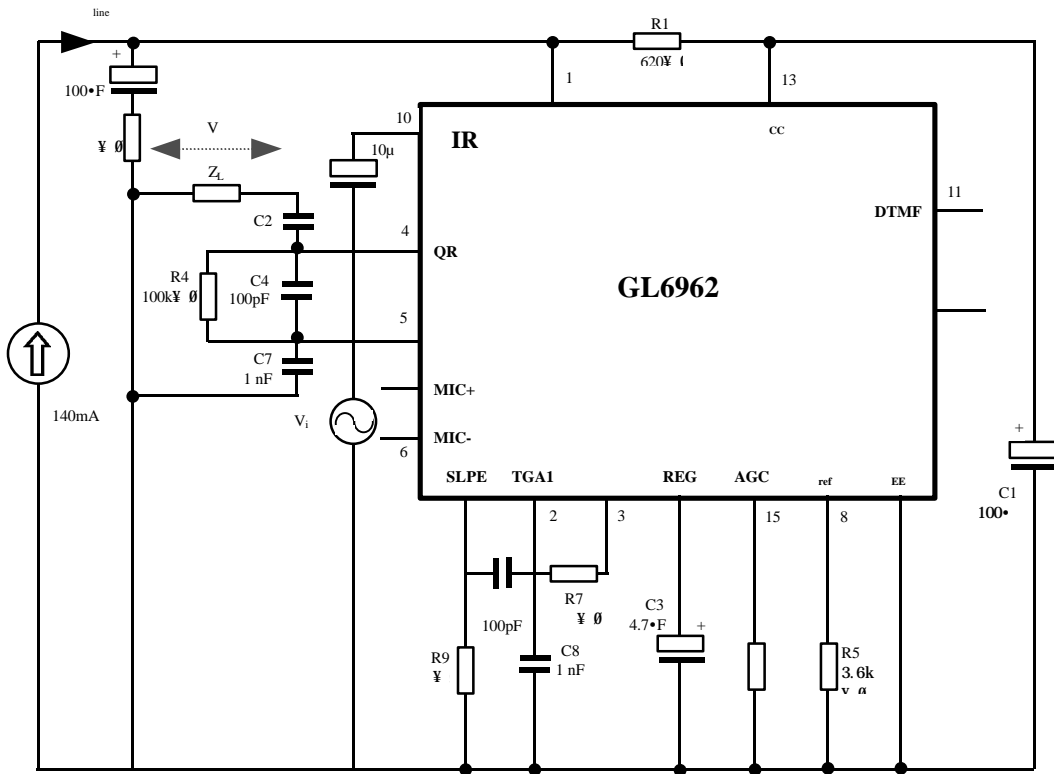 line
R1
620¥ Ø
1
13
+
100•F
10
IR
CC
10µ
V
¥ Ø
Z L
11
DTMF
C2
4
QR
R4
100k¥ Ø
C4
100pF
GL6962
5
C7
1 nF
MIC+
140mA
V i
MIC-
6
SLPE
TGA1
REG
AGC
ref
EE
+
C1
100•
2
3
15
8
R7
¥ Ø
100pF
C3
4.7•F
+
R9
¥
C8
1 nF
R5
3.6k
¥ Ø